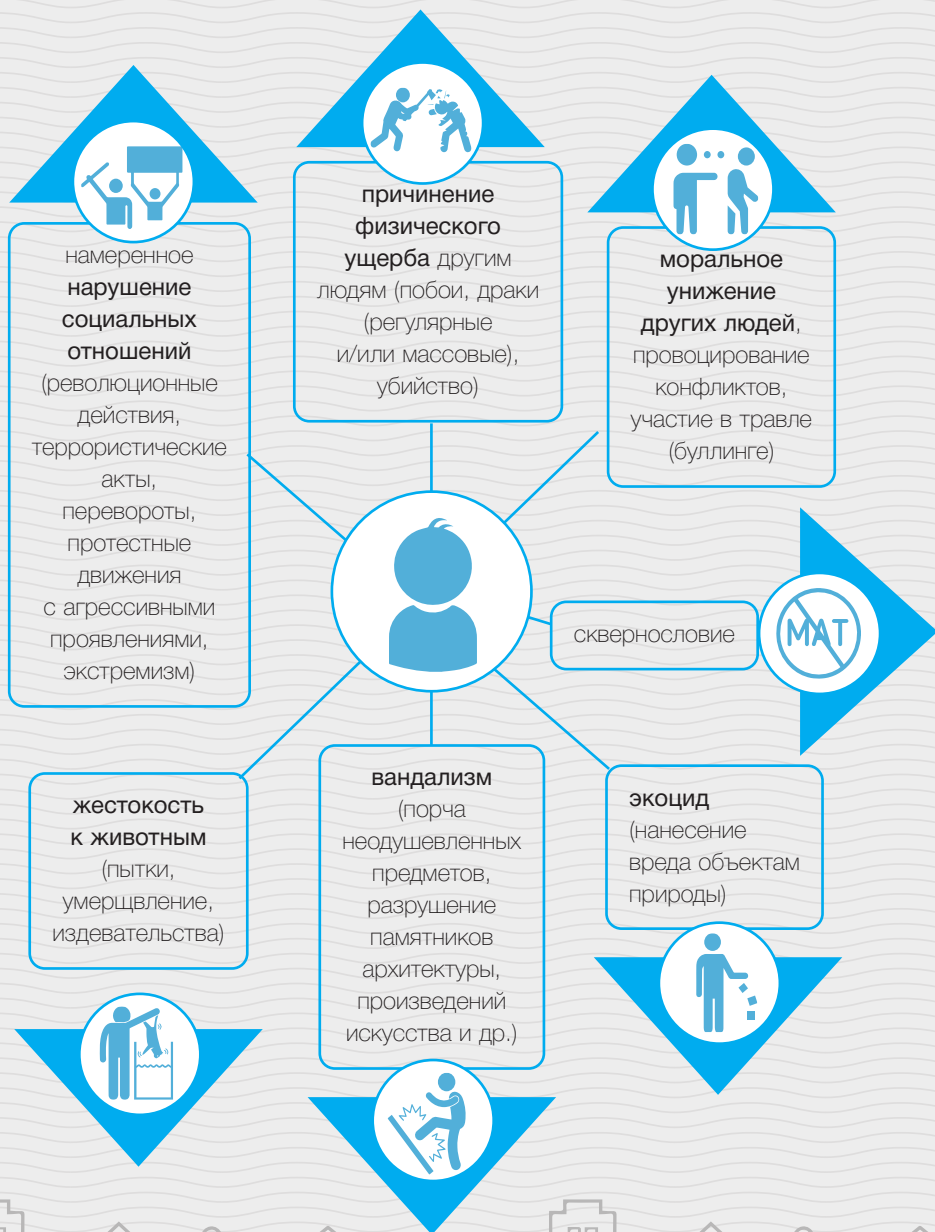 намеренное
нарушение
социальных
отношений
(революционные
действия,
террористические
акты,
перевороты,
протестные
движения
с агрессивными
проявлениями,
экстремизм)
причинение
физического
ущерба другим
людям (побои, драки
(регулярные
и/или массовые),
убийство)
моральное
унижение
других людей,
провоцирование
конфликтов,
участие в травле
(буллинге)
сквернословие
МАТ
жестокость
к животным
(пытки,
умерщвление,
издевательства)
вандализм
(порча
неодушевленных
предметов,
разрушение
памятников
архитектуры,
произведений
искусства и др.)
экоцид
(нанесение
вреда объектам
природы)